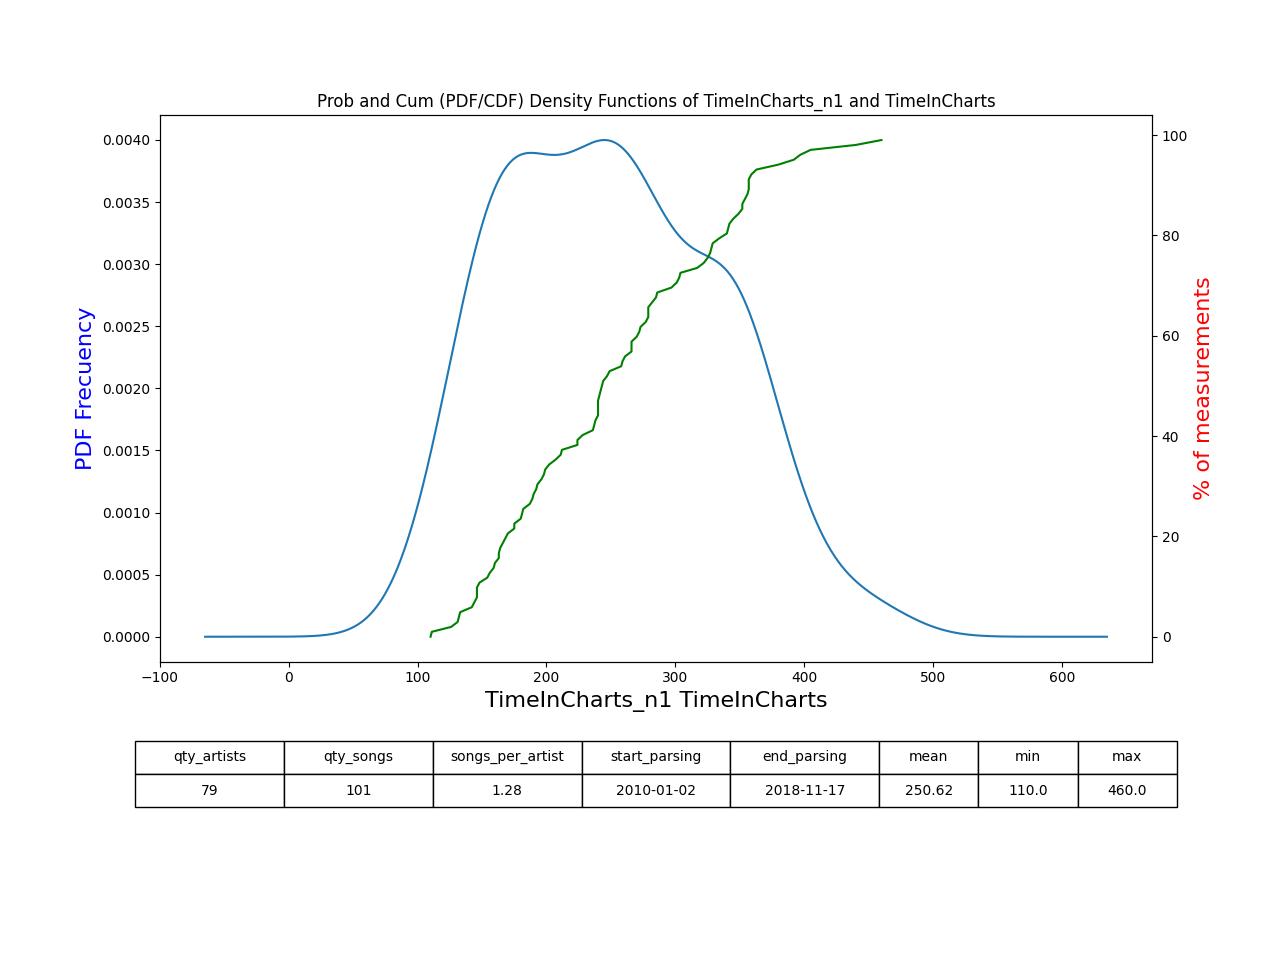 Prob and Cum (PDF/CDF) Density Functions of TimeInCharts_n1 and TimeInCharts
PDF Frecuency
0.0040
0.0035
0.0030
0.0025
0.0020
0.0015
0.0010
0.0005
0.0000
100
80
60
40
20
0
% of measurements
−100 0 100 200 300 400 500 600
TimeInCharts_n1 TimeInCharts
qty_artists qty_songs songs_per_artist start_parsing end_parsing mean min max
79 101 1.28 2010-01-02 2018-11-17 250.62 110.0 460.0